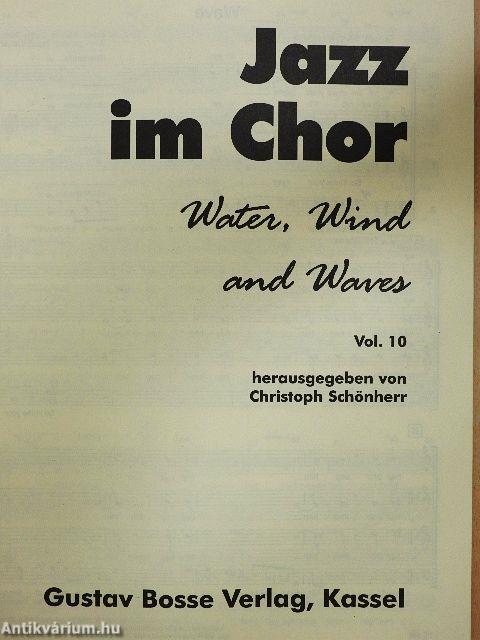 Jazz
im Chor
Water, Wind
and Waves
Vol. 10
herausgegeben von
Christoph Schönherr
Gustav Bosse Verlag, Kassel
Antikvárium.hu